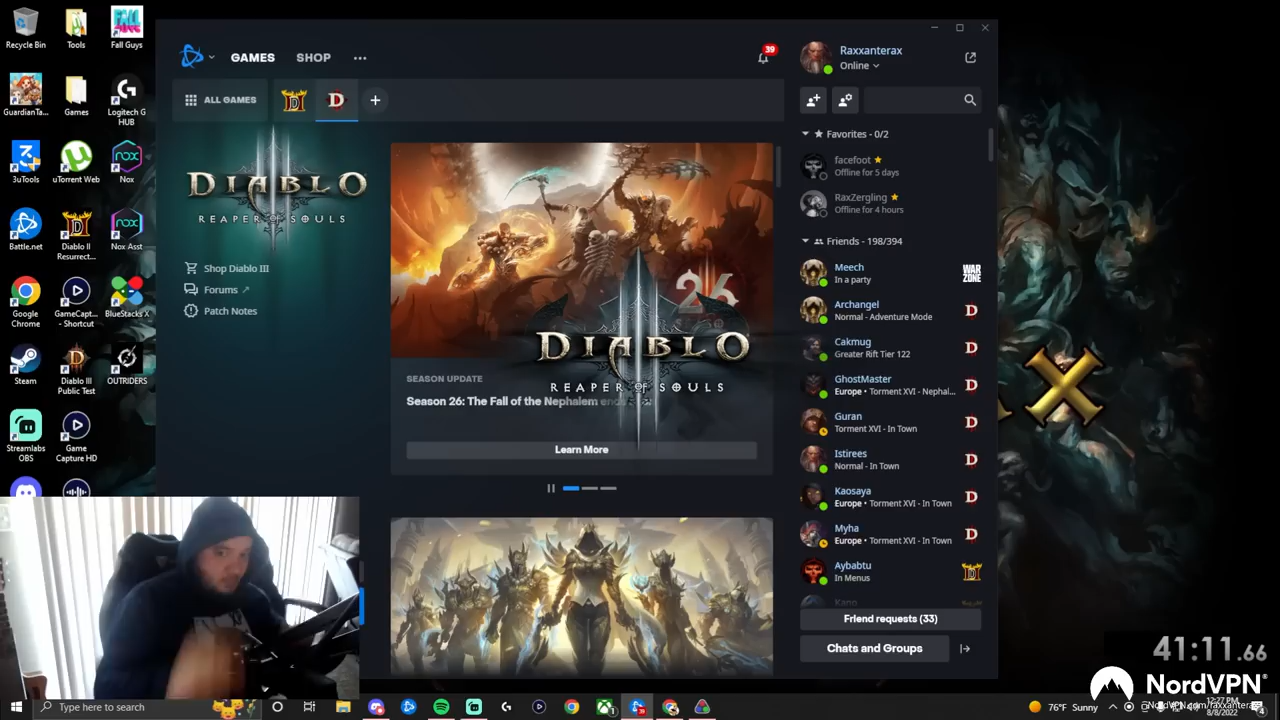 Recycle Bin
Tools
Fall Guys
GuardianTa...
Games
Logitech G HUB
3uTools
uTorrent Web
Nox
Battle.net
Diablo II Resurrect...
Nox Asst
Google Chrome
GameCapt... - Shortcut
BlueStacks X
Steam
Diablo III Public Test
OUTRIDERS
Streamlabs OBS
Game Capture HD
GAMES
SHOP
39
ALL GAMES
DIABLO
REAPER OF SOULS
Shop Diablo III
Forums
Patch Notes
26
DIABLO
REAPER OF SOULS
SEASON UPDATE
Season 26: The Fall of the Nephalem
Learn More
Raxxanterax
Online
Favorites - 0/2
facefoot
Offline for 5 days
RaxZergling
Offline for 4 hours
Friends - 198/394
Meech
In a party
WAR ZONE
Archangel
Normal - Adventure Mode
Cakmug
Greater Rift Tier 122
GhostMaster
Europe • Torment XVI - Nephal...
Guran
Torment XVI - In Town
Istirees
Normal - In Town
Kaosaya
Europe • Torment XVI - In Town
Myha
Europe • Torment XVI - In Town
Aybabtu
In Menus
Friend requests (33)
Chats and Groups
41:11.66
NordVPN®
Type here to search
76°F Sunny
12:27 PM
8/8/2022